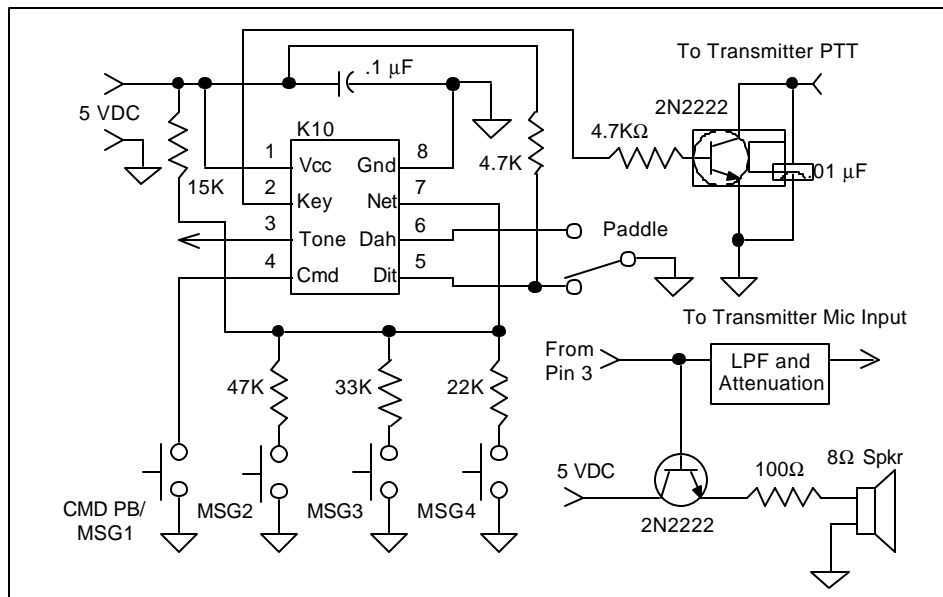 .1 µF
To Transmitter PTT
5 VDC
2N2222
K10
4.7KΩ
1
Vcc
Gnd
8
4.7K
.01 µF
15K
2
Key
Net
7
3
Tone
Dah
6
Paddle
4
Cmd
Dit
5
To Transmitter Mic Input
From
Pin 3
LPF and
Attenuation
47K
33K
22K
5 VDC
100Ω
8Ω Spkr
CMD PB/
MSG1
MSG2
MSG3
MSG4
2N2222